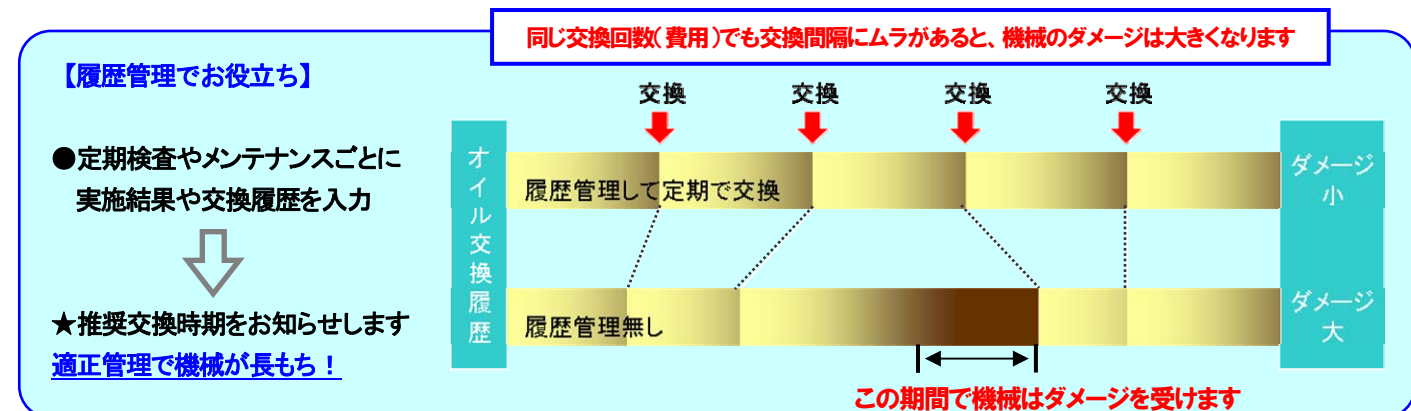 同じ交換回数(費用)でも交換間隔にムラがあると、機械のダメージは大きくなります
【履歴管理でお役立ち】
●定期検査やメンテナンスごとに
実施結果や交換履歴を入力
★推奨交換時期をお知らせします
適正管理で機械が長もち！
交換 交換 交換 交換
オイル交換履歴
履歴管理して定期で交換
ダメージ
小
履歴管理無し
ダメージ
大
この期間で機械はダメージを受けます